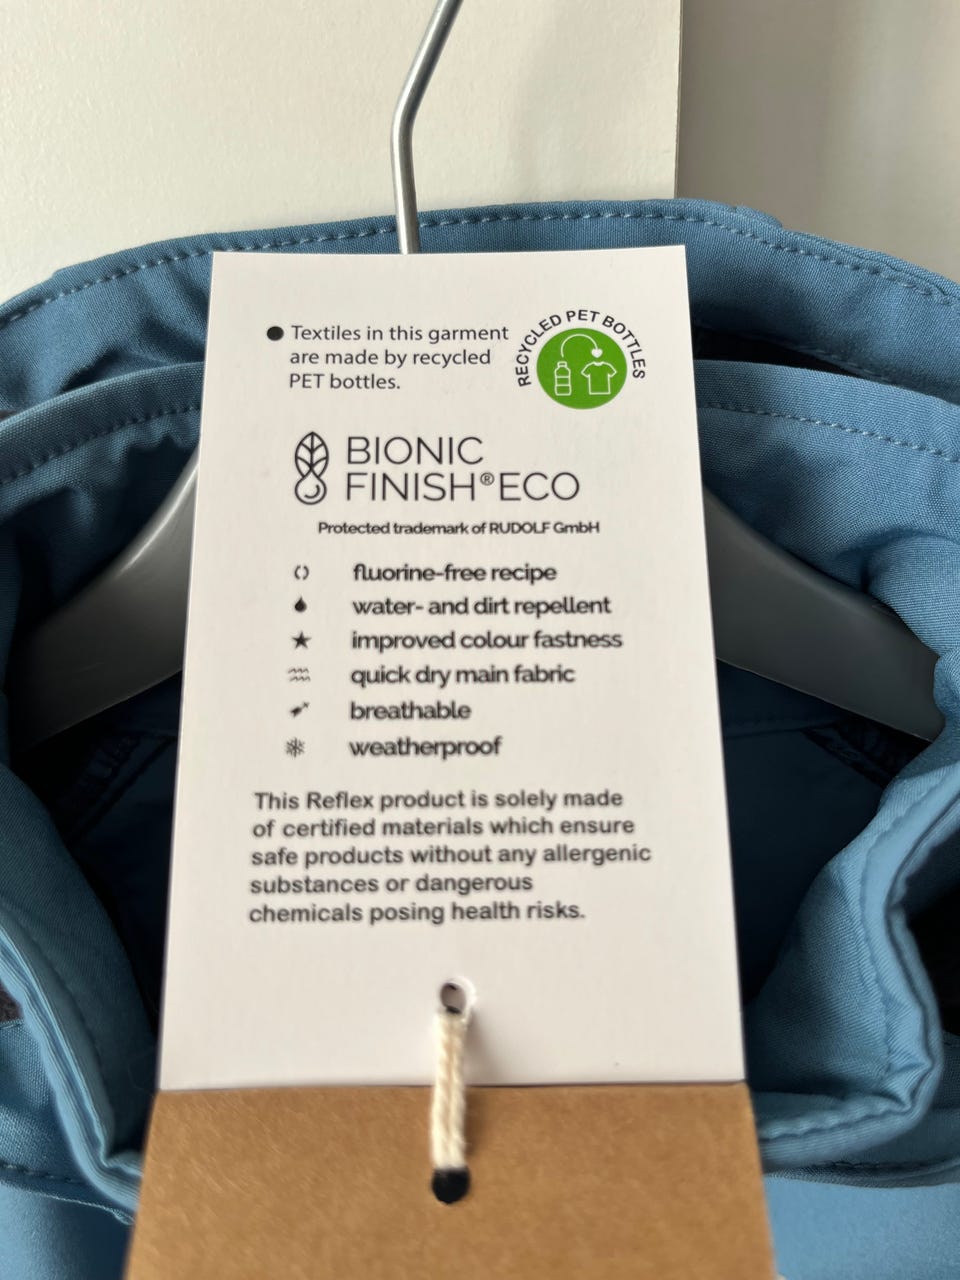 ● Textiles in this garment
are made by recycled
PET bottles.
RECYCLED PET BOTTLES
BIONIC
FINISH® ECO
Protected trademark of RUDOLF GmbH
fluorine-free recipe
water- and dirt repellent
improved colour fastness
quick dry main fabric
breathable
weatherproof
This Reflex product is solely made
of certified materials which ensure
safe products without any allergenic
substances or dangerous
chemicals posing health risks.